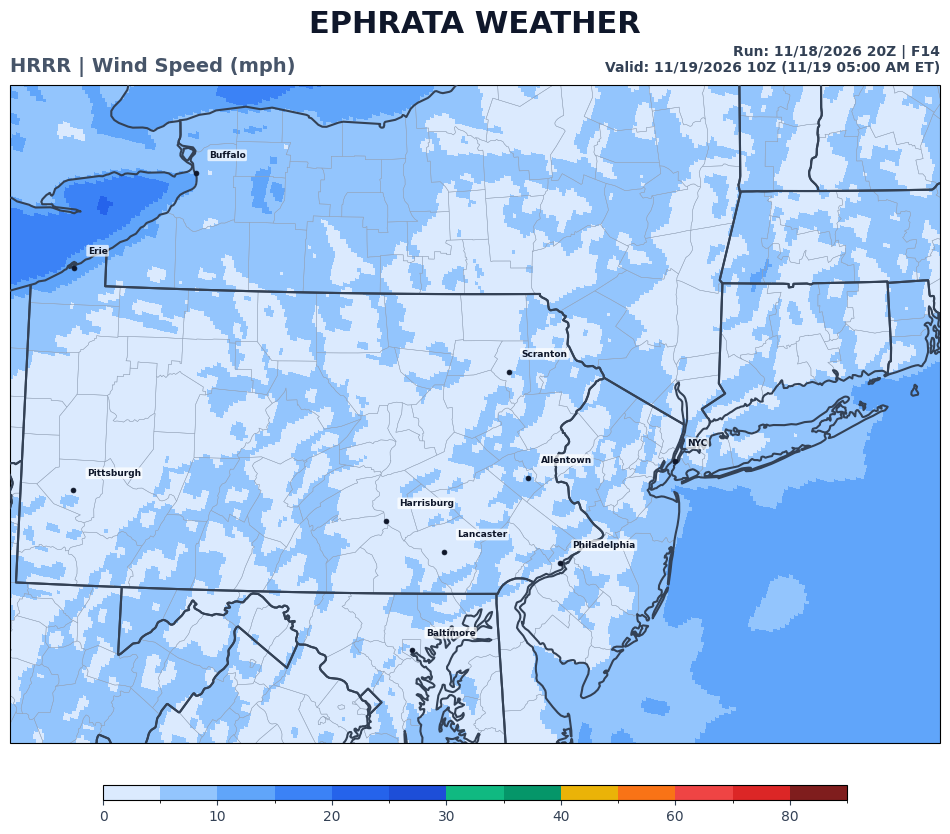 EPHRATA WEATHER
HRRR | Wind Speed (mph)
Run: 11/18/2026 20Z | F14
Valid: 11/19/2026 10Z (11/19 05:00 AM ET)
Buffalo
Erie
Scranton
NYC
Allentown
Pittsburgh
Harrisburg
Lancaster
Philadelphia
Baltimore
0 10 20 30 40 50 60 70 80